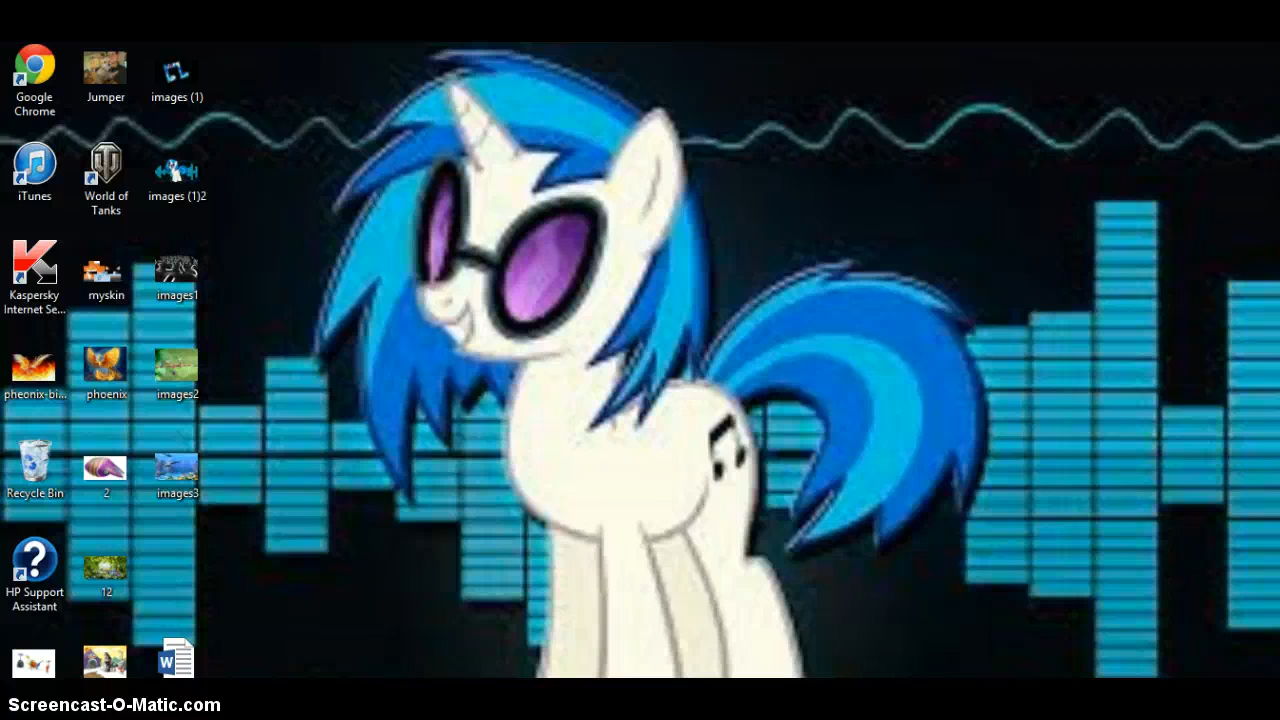 Google
Chrome
Jumper
images (1)
iTunes
World of
Tanks
images (1)2
Kaspersky
Internet Se...
myskin
images1
pheonix-bi...
phoenix
images2
Recycle Bin
2
images3
HP Support
Assistant
12
W
Screencast-O-Matic.com